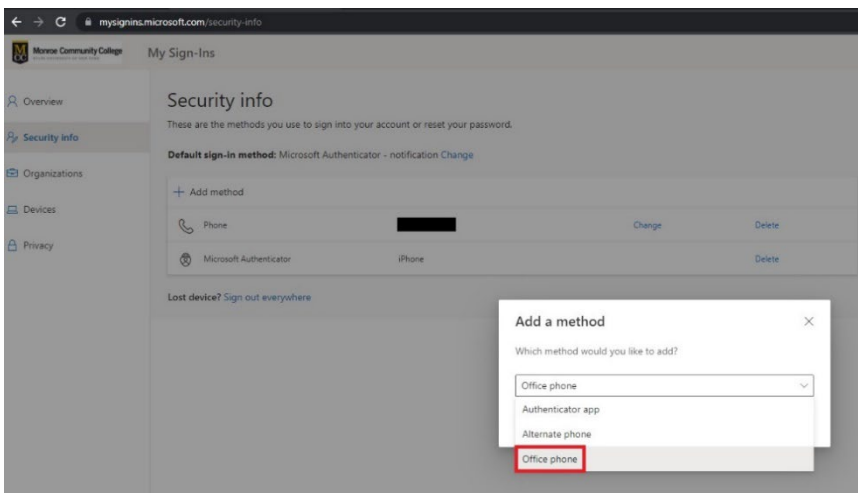 mysignins.microsoft.com/security-info
Monroe Community College
My Sign-Ins
Overview
Security info
Organizations
Devices
Privacy
Security info
These are the methods you use to sign into your account or reset your password.
Default sign-in method: Microsoft Authenticator - notification Change
+ Add method
Phone Change Delete
Microsoft Authenticator iPhone Delete
Lost device? Sign out everywhere
Add a method
Which method would you like to add?
Office phone
Authenticator app
Alternate phone
Office phone